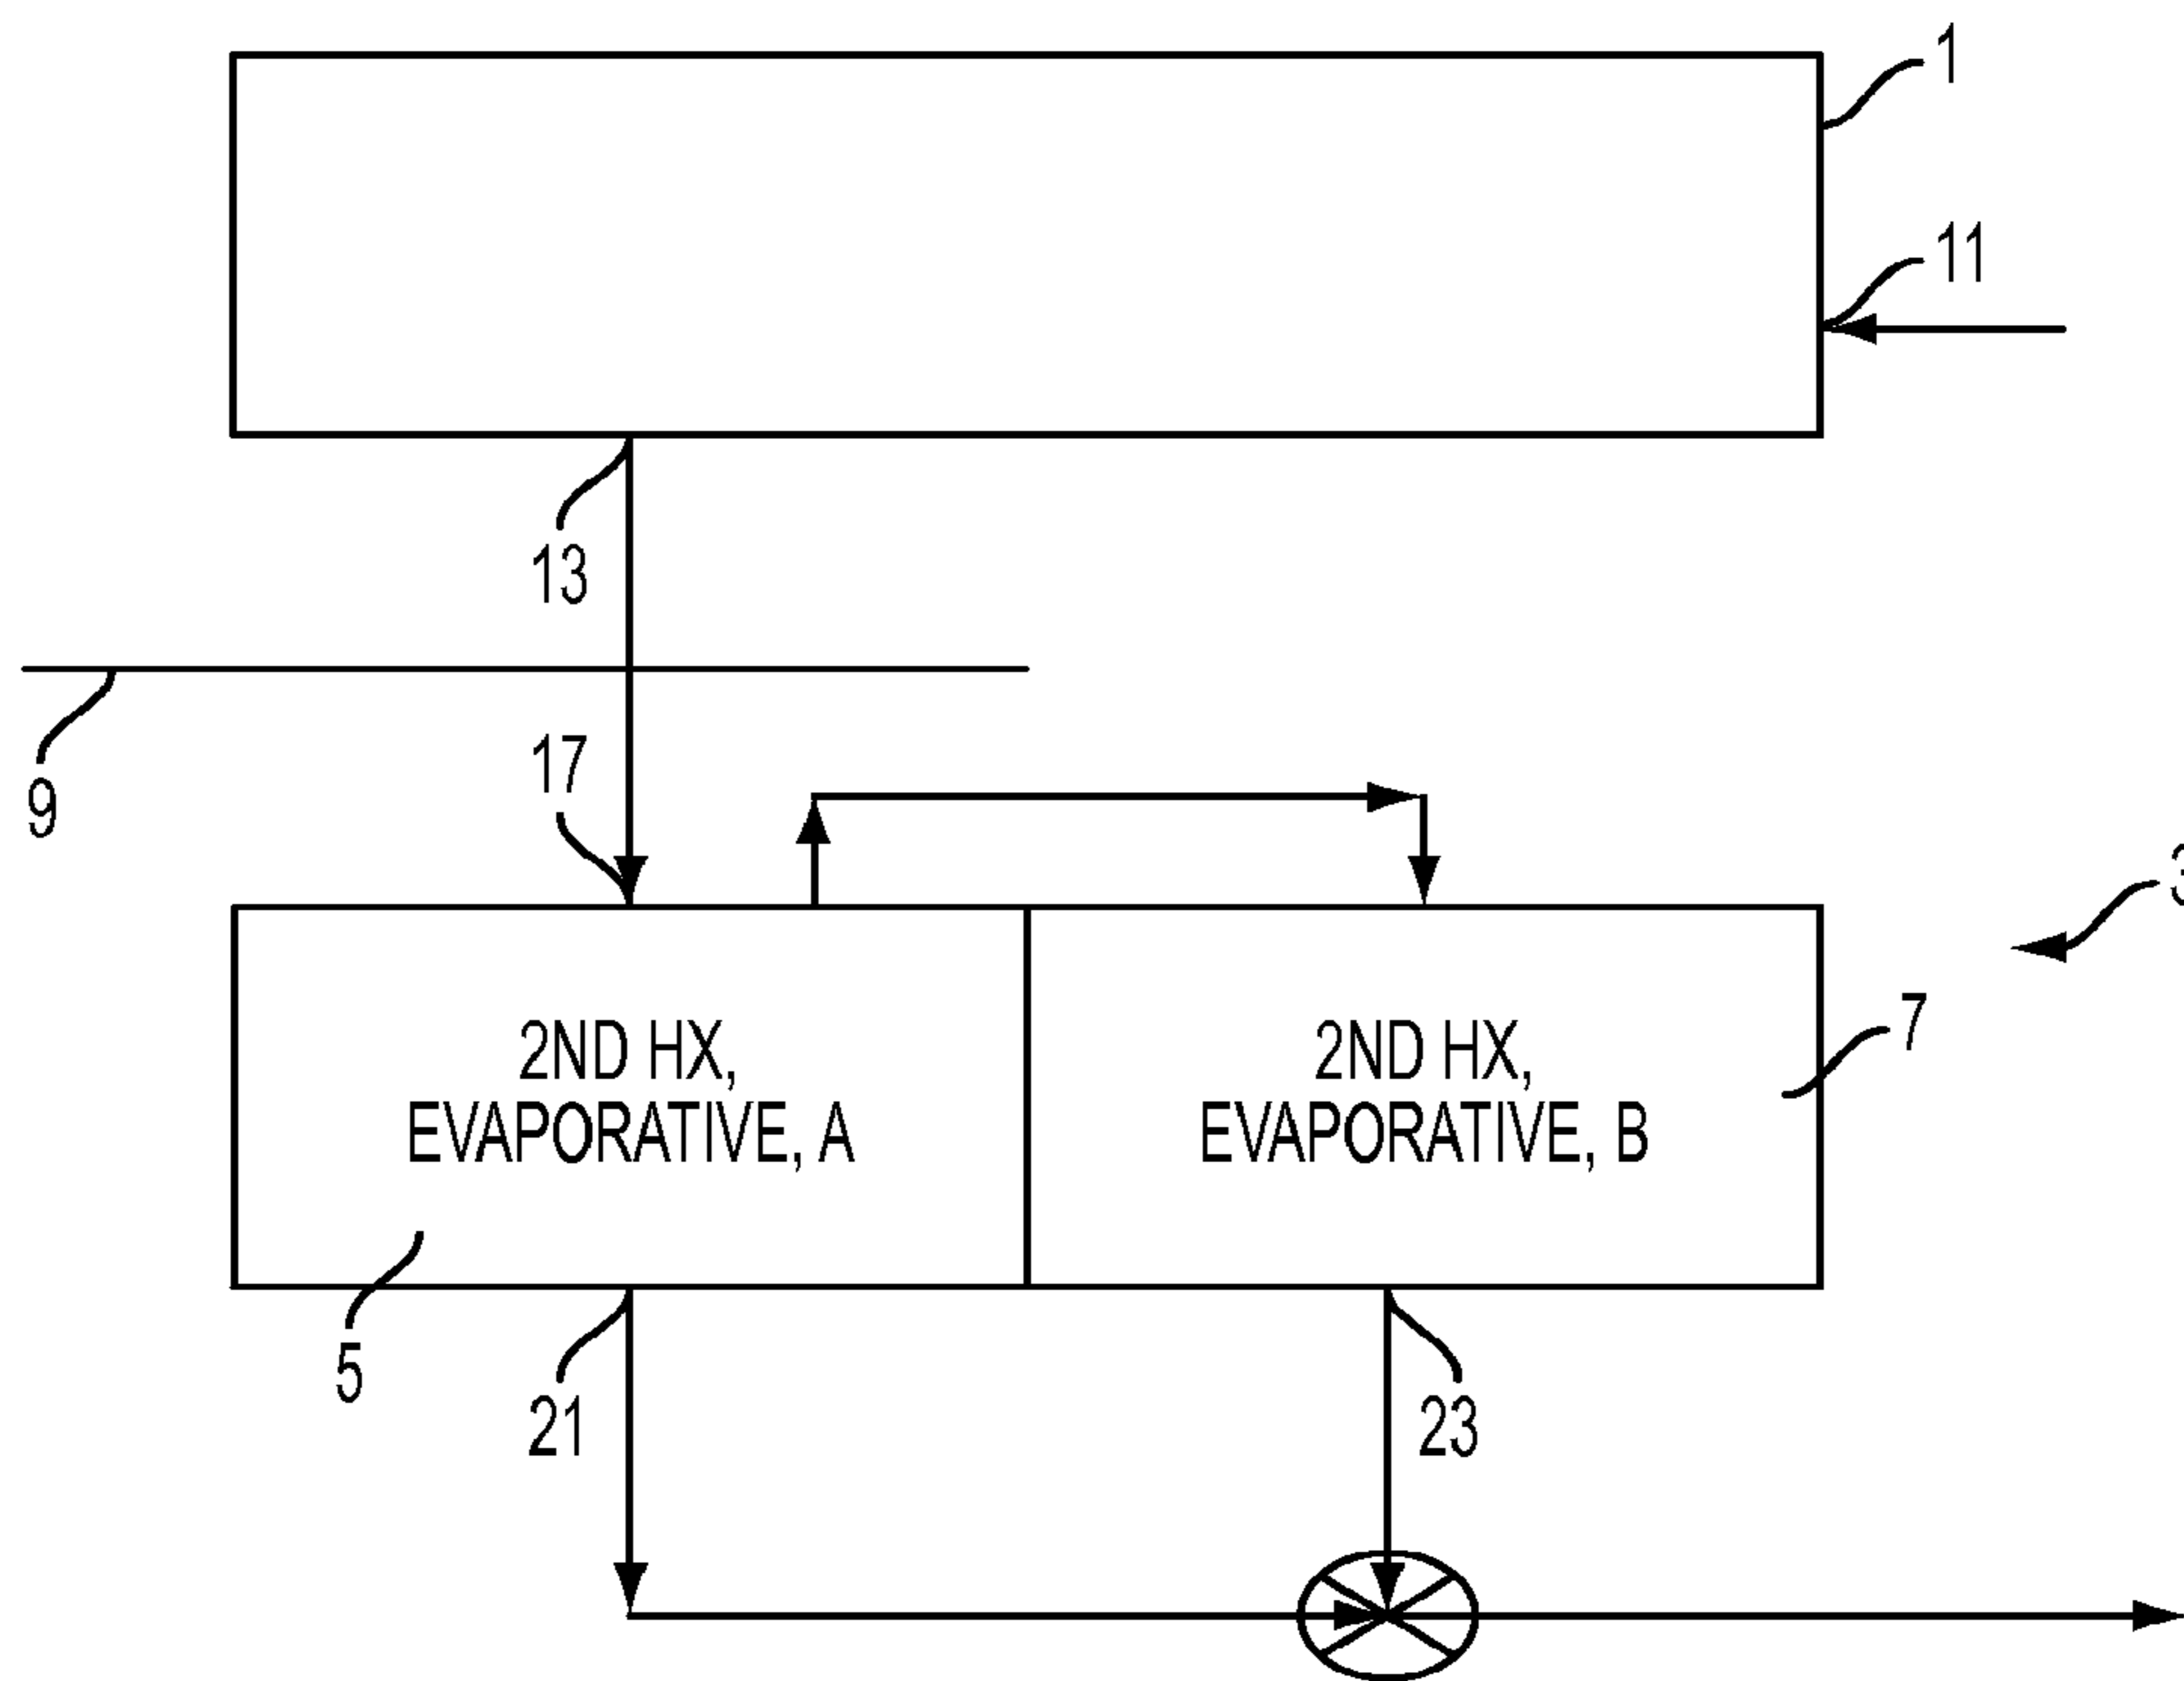 1
11
13
17
9
3
2ND HX,
EVAPORATIVE, A
2ND HX,
EVAPORATIVE, B
7
5
21
23